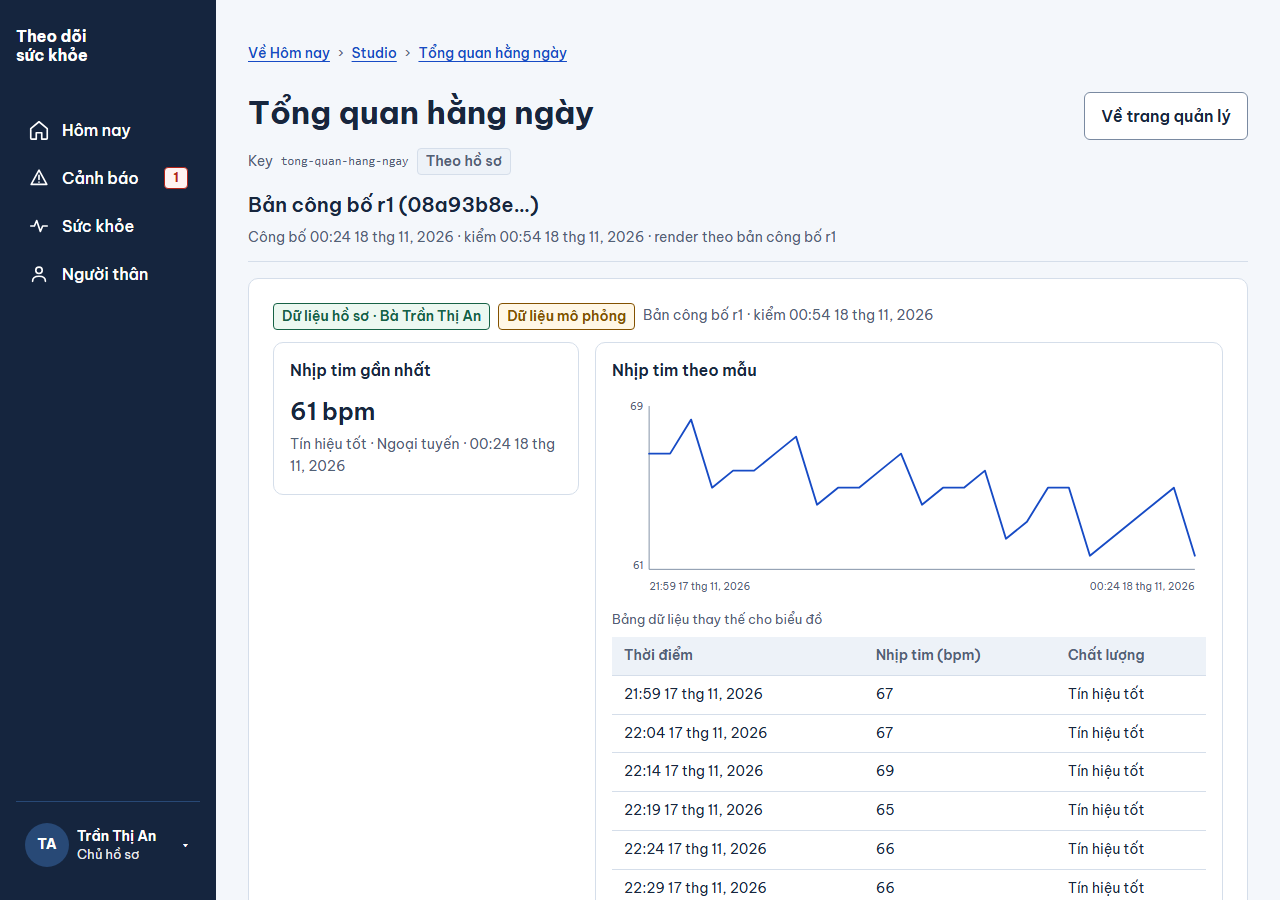 Theo dõi
sức khỏe
Hôm nay
Cảnh báo 1
Sức khỏe
Người thân
TA
Trần Thị An
Chủ hồ sơ
Về Hôm nay › Studio › Tổng quan hằng ngày
Tổng quan hằng ngày
Về trang quản lý
Key tong-quan-hang-ngay Theo hồ sơ
Bản công bố r1 (08a93b8e…)
Công bố 00:24 18 thg 11, 2026 · kiểm 00:54 18 thg 11, 2026 · render theo bản công bố r1
Dữ liệu hồ sơ · Bà Trần Thị An Dữ liệu mô phỏng Bản công bố r1 · kiểm 00:54 18 thg 11, 2026
Nhịp tim gần nhất
61 bpm
Tín hiệu tốt · Ngoại tuyến · 00:24 18 thg
11, 2026
Nhịp tim theo mẫu
69
61
21:59 17 thg 11, 2026 00:24 18 thg 11, 2026
Bảng dữ liệu thay thế cho biểu đồ
Thời điểm Nhịp tim (bpm) Chất lượng
21:59 17 thg 11, 2026 67 Tín hiệu tốt
22:04 17 thg 11, 2026 67 Tín hiệu tốt
22:14 17 thg 11, 2026 69 Tín hiệu tốt
22:19 17 thg 11, 2026 65 Tín hiệu tốt
22:24 17 thg 11, 2026 66 Tín hiệu tốt
22:29 17 thg 11, 2026 66 Tín hiệu tốt